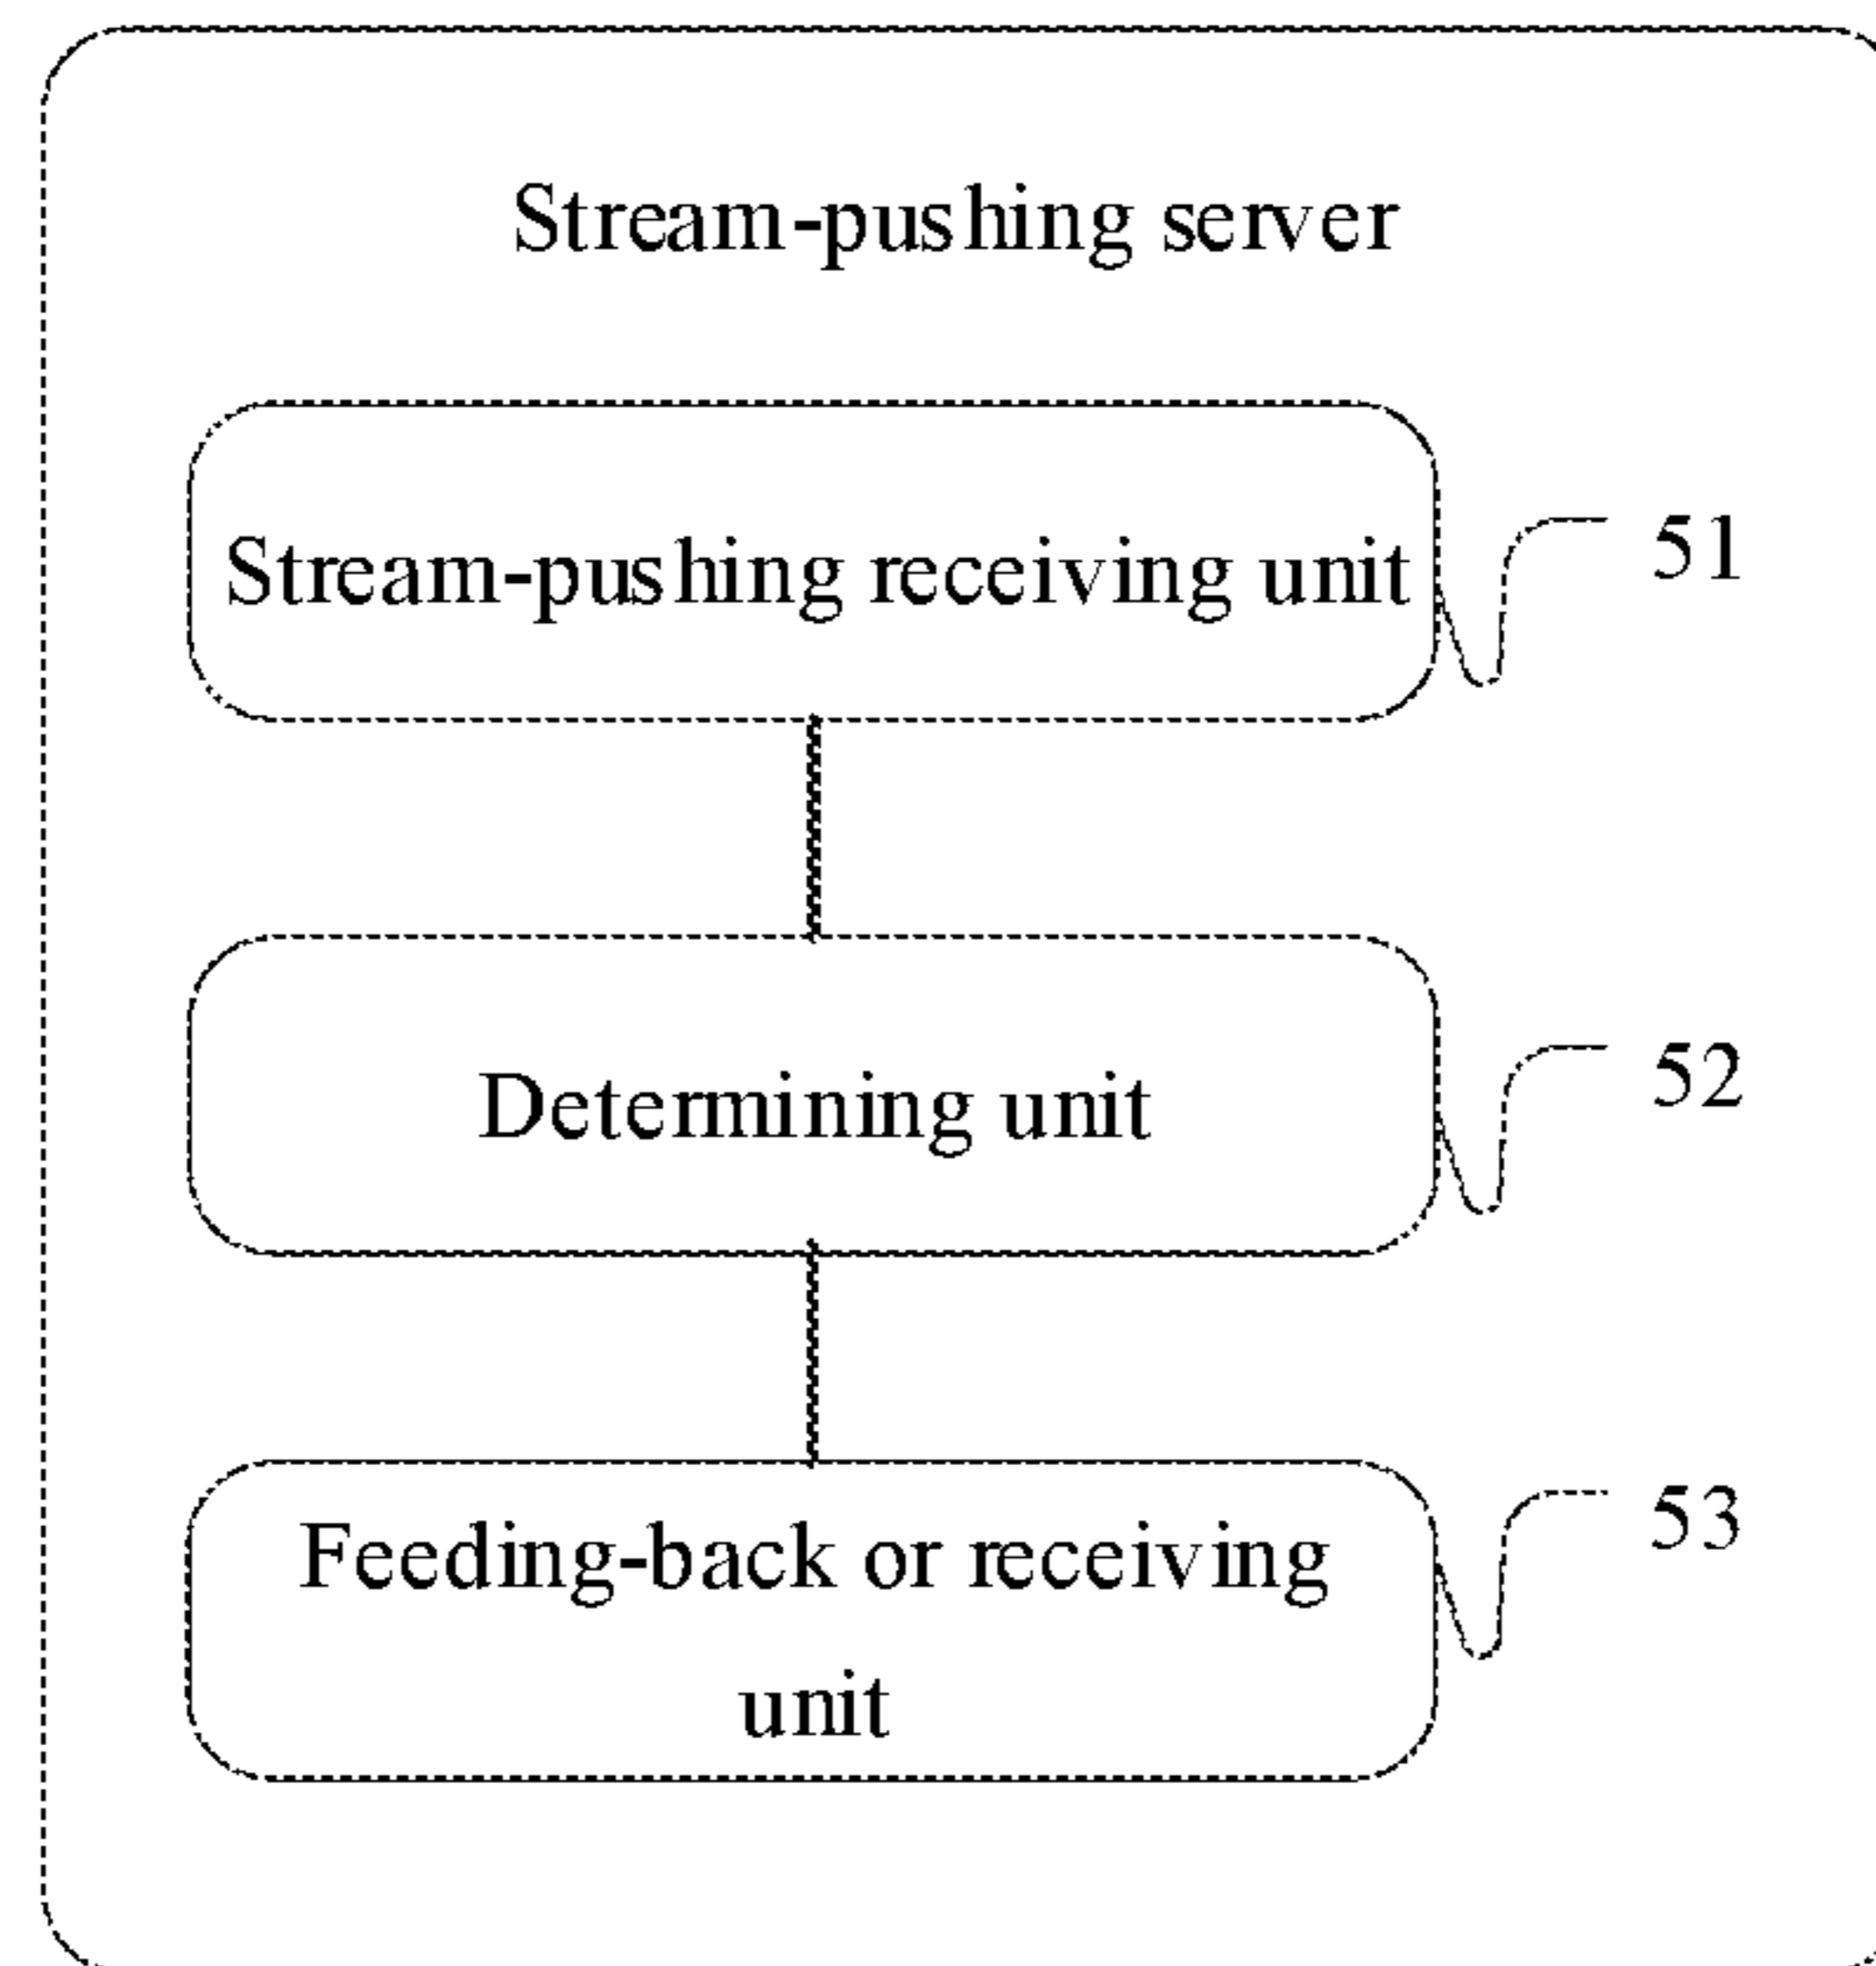 Stream-pushing server
Stream-pushing receiving unit
51
Determining unit
52
Feeding-back or receiving
unit
53